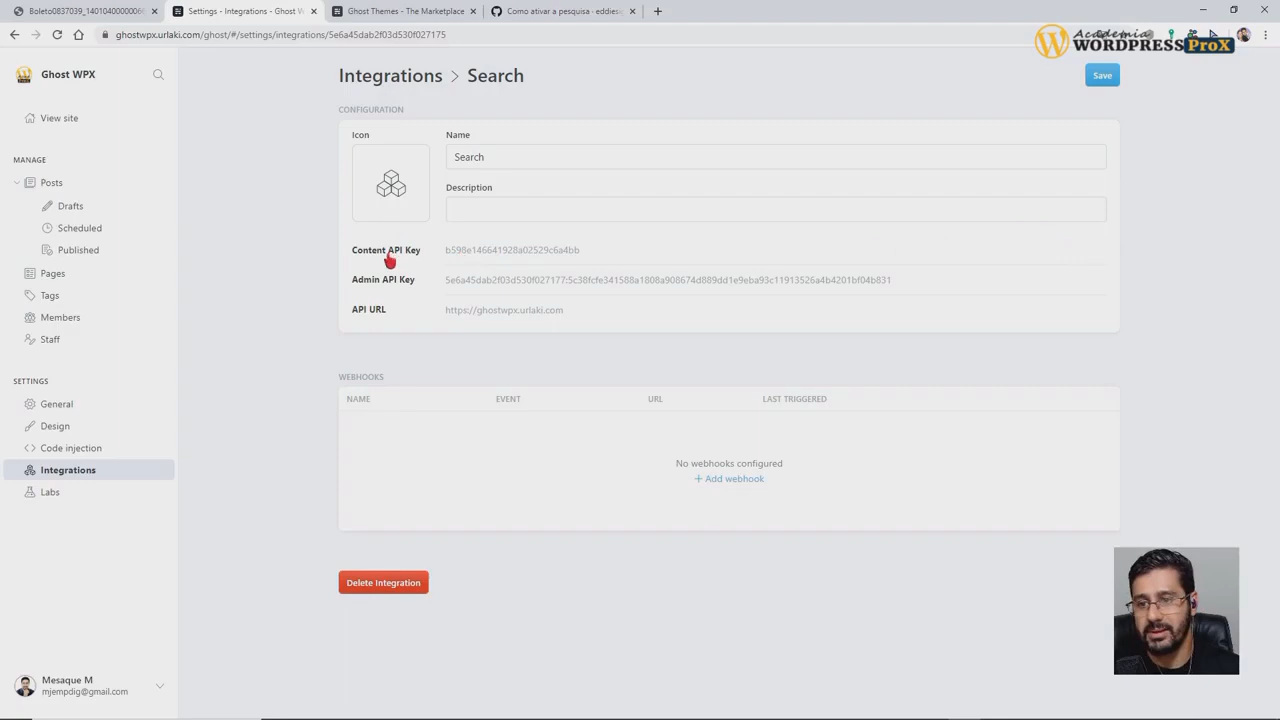 Boleto0837039_14010400000006
Settings - Integrations - Ghost W
Ghost Themes - The Marketplace
Como ativar a pesquisa · eddiesi
ghostwpx.urlaki.com/ghost/#/settings/integrations/5e6a45dab2f03d530f027175
Academia
WORDPRESS ProX
Ghost WPX
View site
MANAGE
Posts
Drafts
Scheduled
Published
Pages
Tags
Members
Staff
SETTINGS
General
Design
Code injection
Integrations
Labs
Mesaque M
mjempdig@gmail.com
Integrations > Search
Save
CONFIGURATION
Icon
Name
Search
Description
Content API Key b598e146641928a02529c6a4bb
Admin API Key 5e6a45dab2f03d530f027177:5c38fcfe341588a1808a908674d889dd1e9eba93c11913526a4b4201bf04b831
API URL https://ghostwpx.urlaki.com
WEBHOOKS
NAME EVENT URL LAST TRIGGERED
No webhooks configured
+ Add webhook
Delete Integration